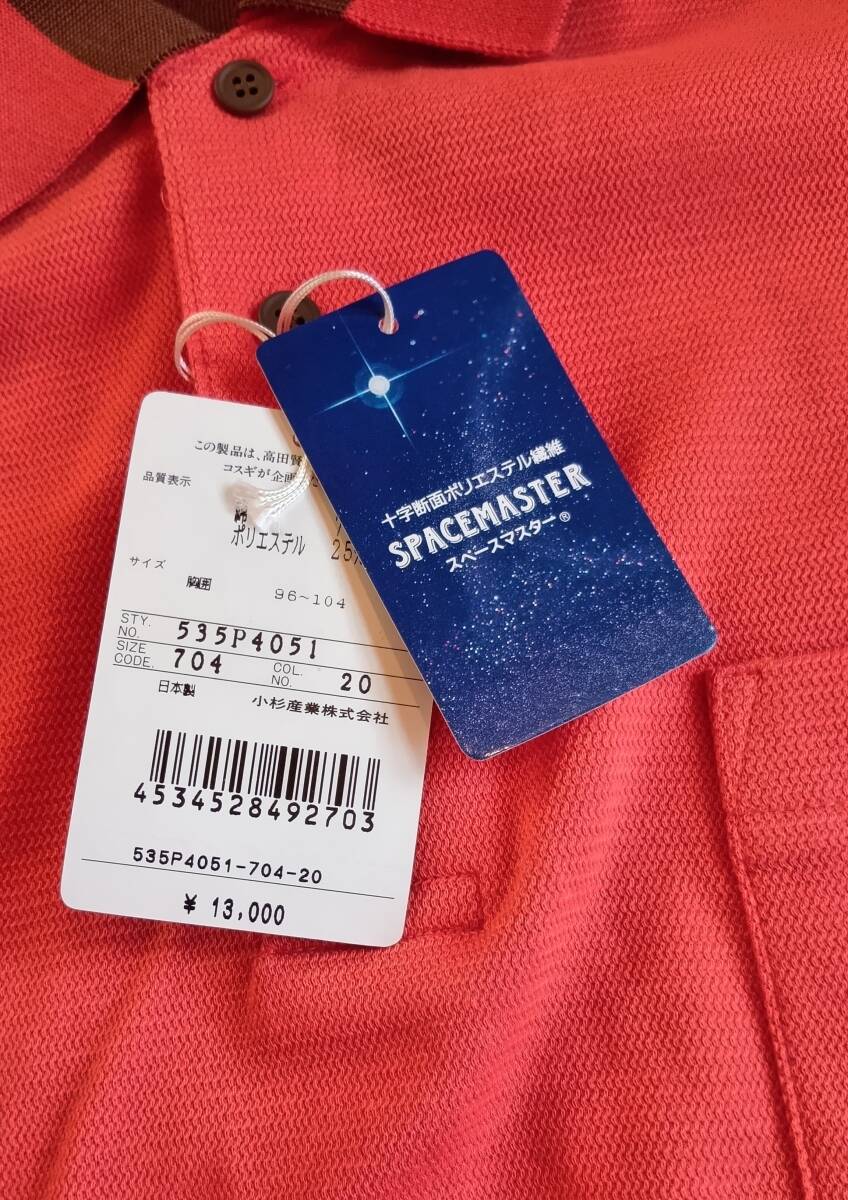 この製品は、高田賢
コスギが企画
品質表示
綿
ポリエステル 25%
サイズ
胸囲 96~104
STY. NO. 535P4051
SIZE CODE. 704 COL. NO. 20
日本製 小杉産業株式会社
4534528492703
535P4051-704-20
¥ 13,000
十字断面ポリエステル繊維
SPACEMASTER
スペースマスター®